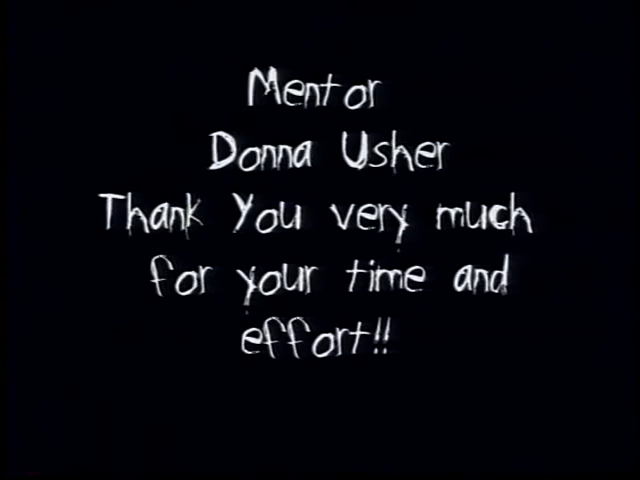 Mentor
Donna Usher
Thank You very much
for your time and
effort!!